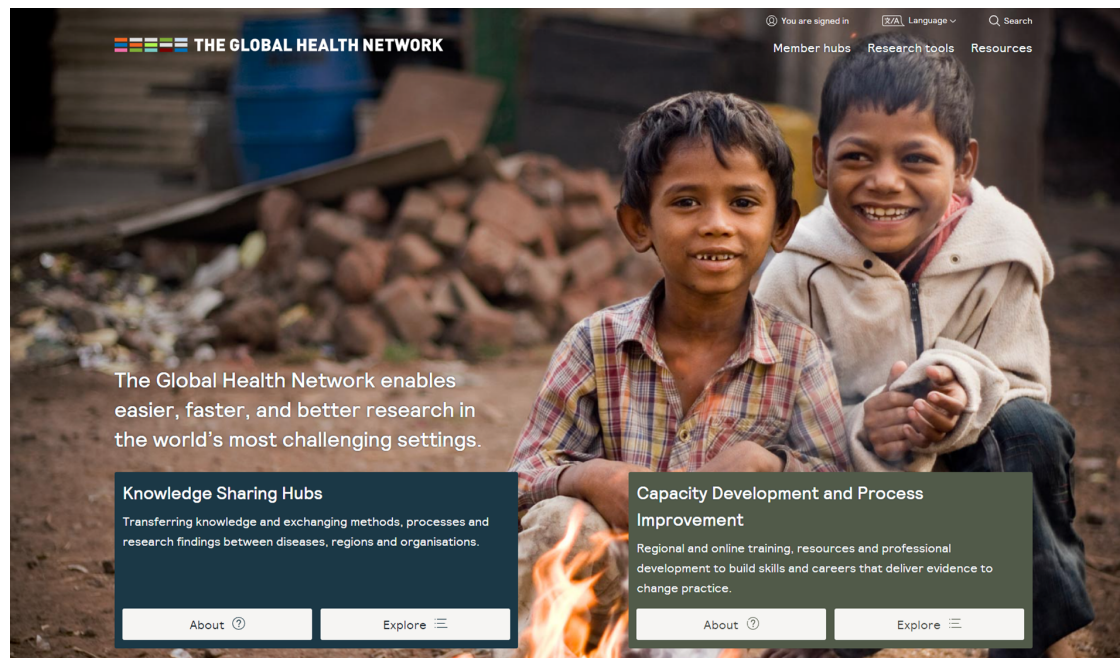 You are signed in
文/A Language
Search
THE GLOBAL HEALTH NETWORK
Member hubs Research tools Resources
The Global Health Network enables
easier, faster, and better research in
the world's most challenging settings.
Knowledge Sharing Hubs
Transferring knowledge and exchanging methods, processes and
research findings between diseases, regions and organisations.
About ?
Explore
Capacity Development and Process
Improvement
Regional and online training, resources and professional
development to build skills and careers that deliver evidence to
change practice.
About ?
Explore